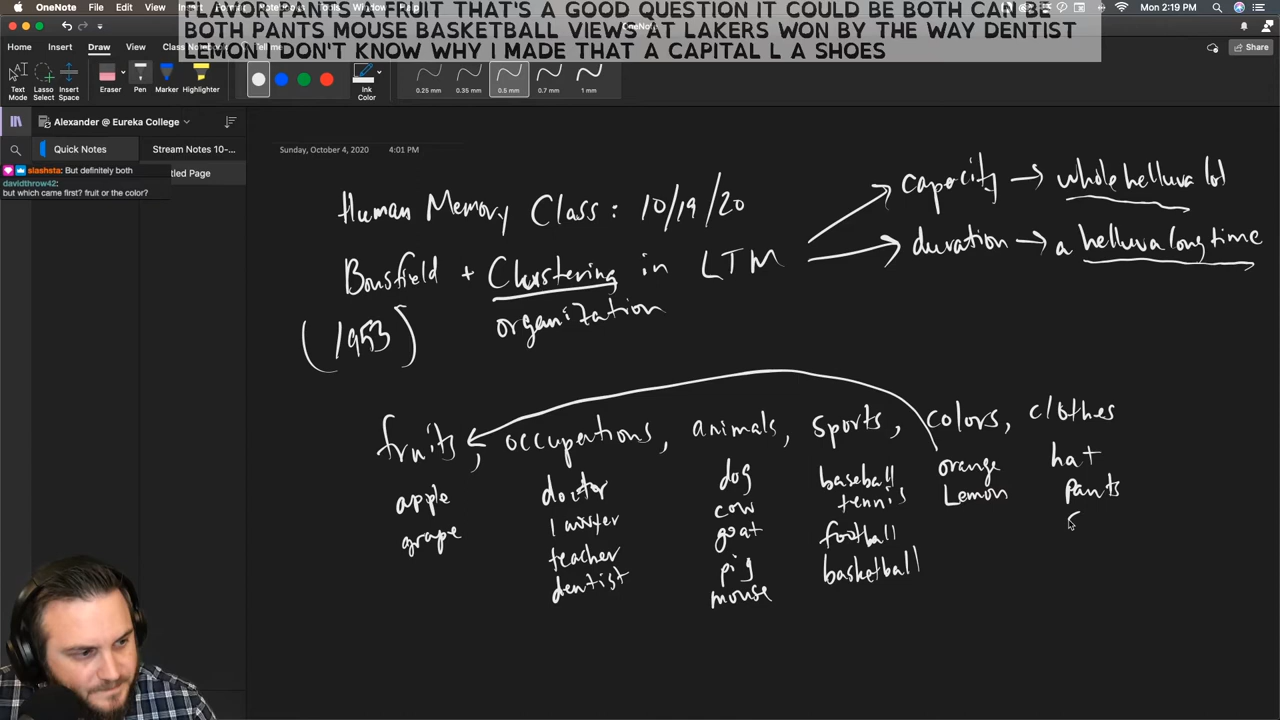 OneNote
Tools
Window
Help
Mon 2:19 PM
FLAVOR PANTS A FRUIT THAT'S A GOOD QUESTION IT COULD BE BOTH CAN BE
BOTH PANTS MOUSE BASKETBALL VIEWS AT LAKERS WON BY THE WAY DENTIST
LEMON I DON'T KNOW WHY I MADE THAT A CAPITAL L A SHOES
Home
Insert
Draw
View
Share
Text Mode
Lasso Select
Insert Space
Eraser
Pen
Marker
Highlighter
Ink Color
0.25 mm
0.35 mm
0.5 mm
0.7 mm
1 mm
Alexander @ Eureka College
Quick Notes
Stream Notes 10-...
slashsta: But definitely both
davidthrow42:
but which came first? fruit or the color?
Sunday, October 4, 2020 4:01 PM
Human Memory Class: 10/19/20
Bousfield + Clustering in LTM
(1953)
organization
capacity → whole helluva lot
duration → a helluva long time
fruits, occupations, animals, sports, colors, clothes
apple doctor dog baseball orange hat
grape cow tennis Lemon pants
teacher goat football
dentist pig basketball
mouse